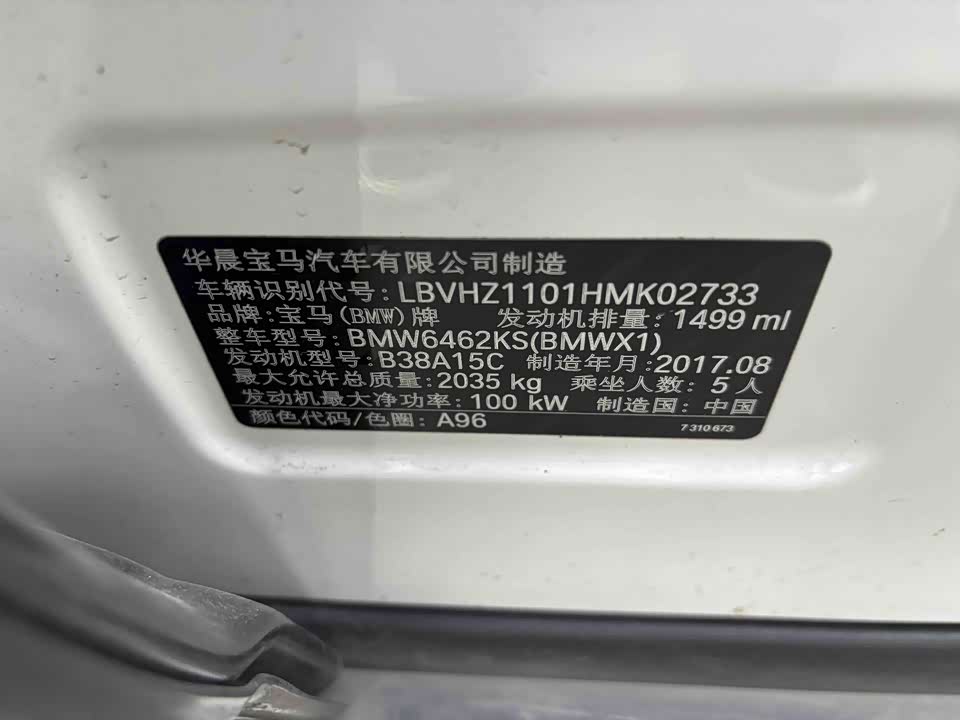 华晨宝马汽车有限公司制造
车辆识别代号: LBVHZ1101HMK02733
品牌: 宝马(BMW)牌 发动机排量: 1499 ml
整车型号: BMW6462KS(BMWX1)
发动机型号: B38A15C 制造年月: 2017.08
最大允许总质量: 2035 kg 乘坐人数: 5 人
发动机最大净功率: 100 kW 制造国: 中国
颜色代码/色圈: A96 7 310 673